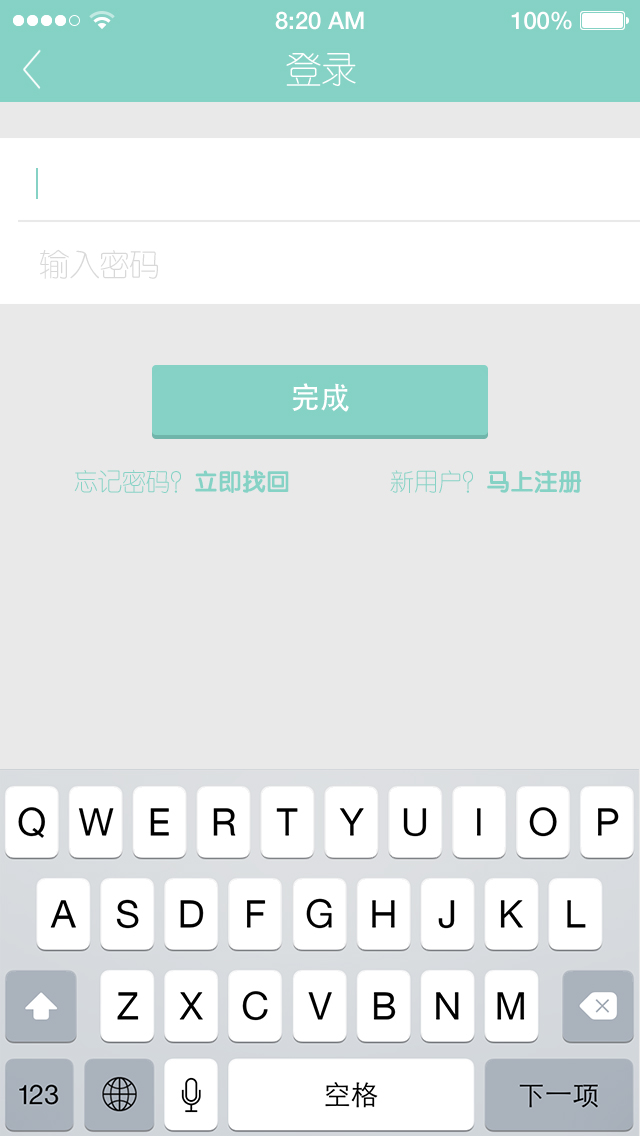 8:20 AM 100%
登录
输入密码
完成
忘记密码? 立即找回 新用户? 马上注册
Q W E R T Y U I O P
A S D F G H J K L
Z X C V B N M
123 空格 下一项